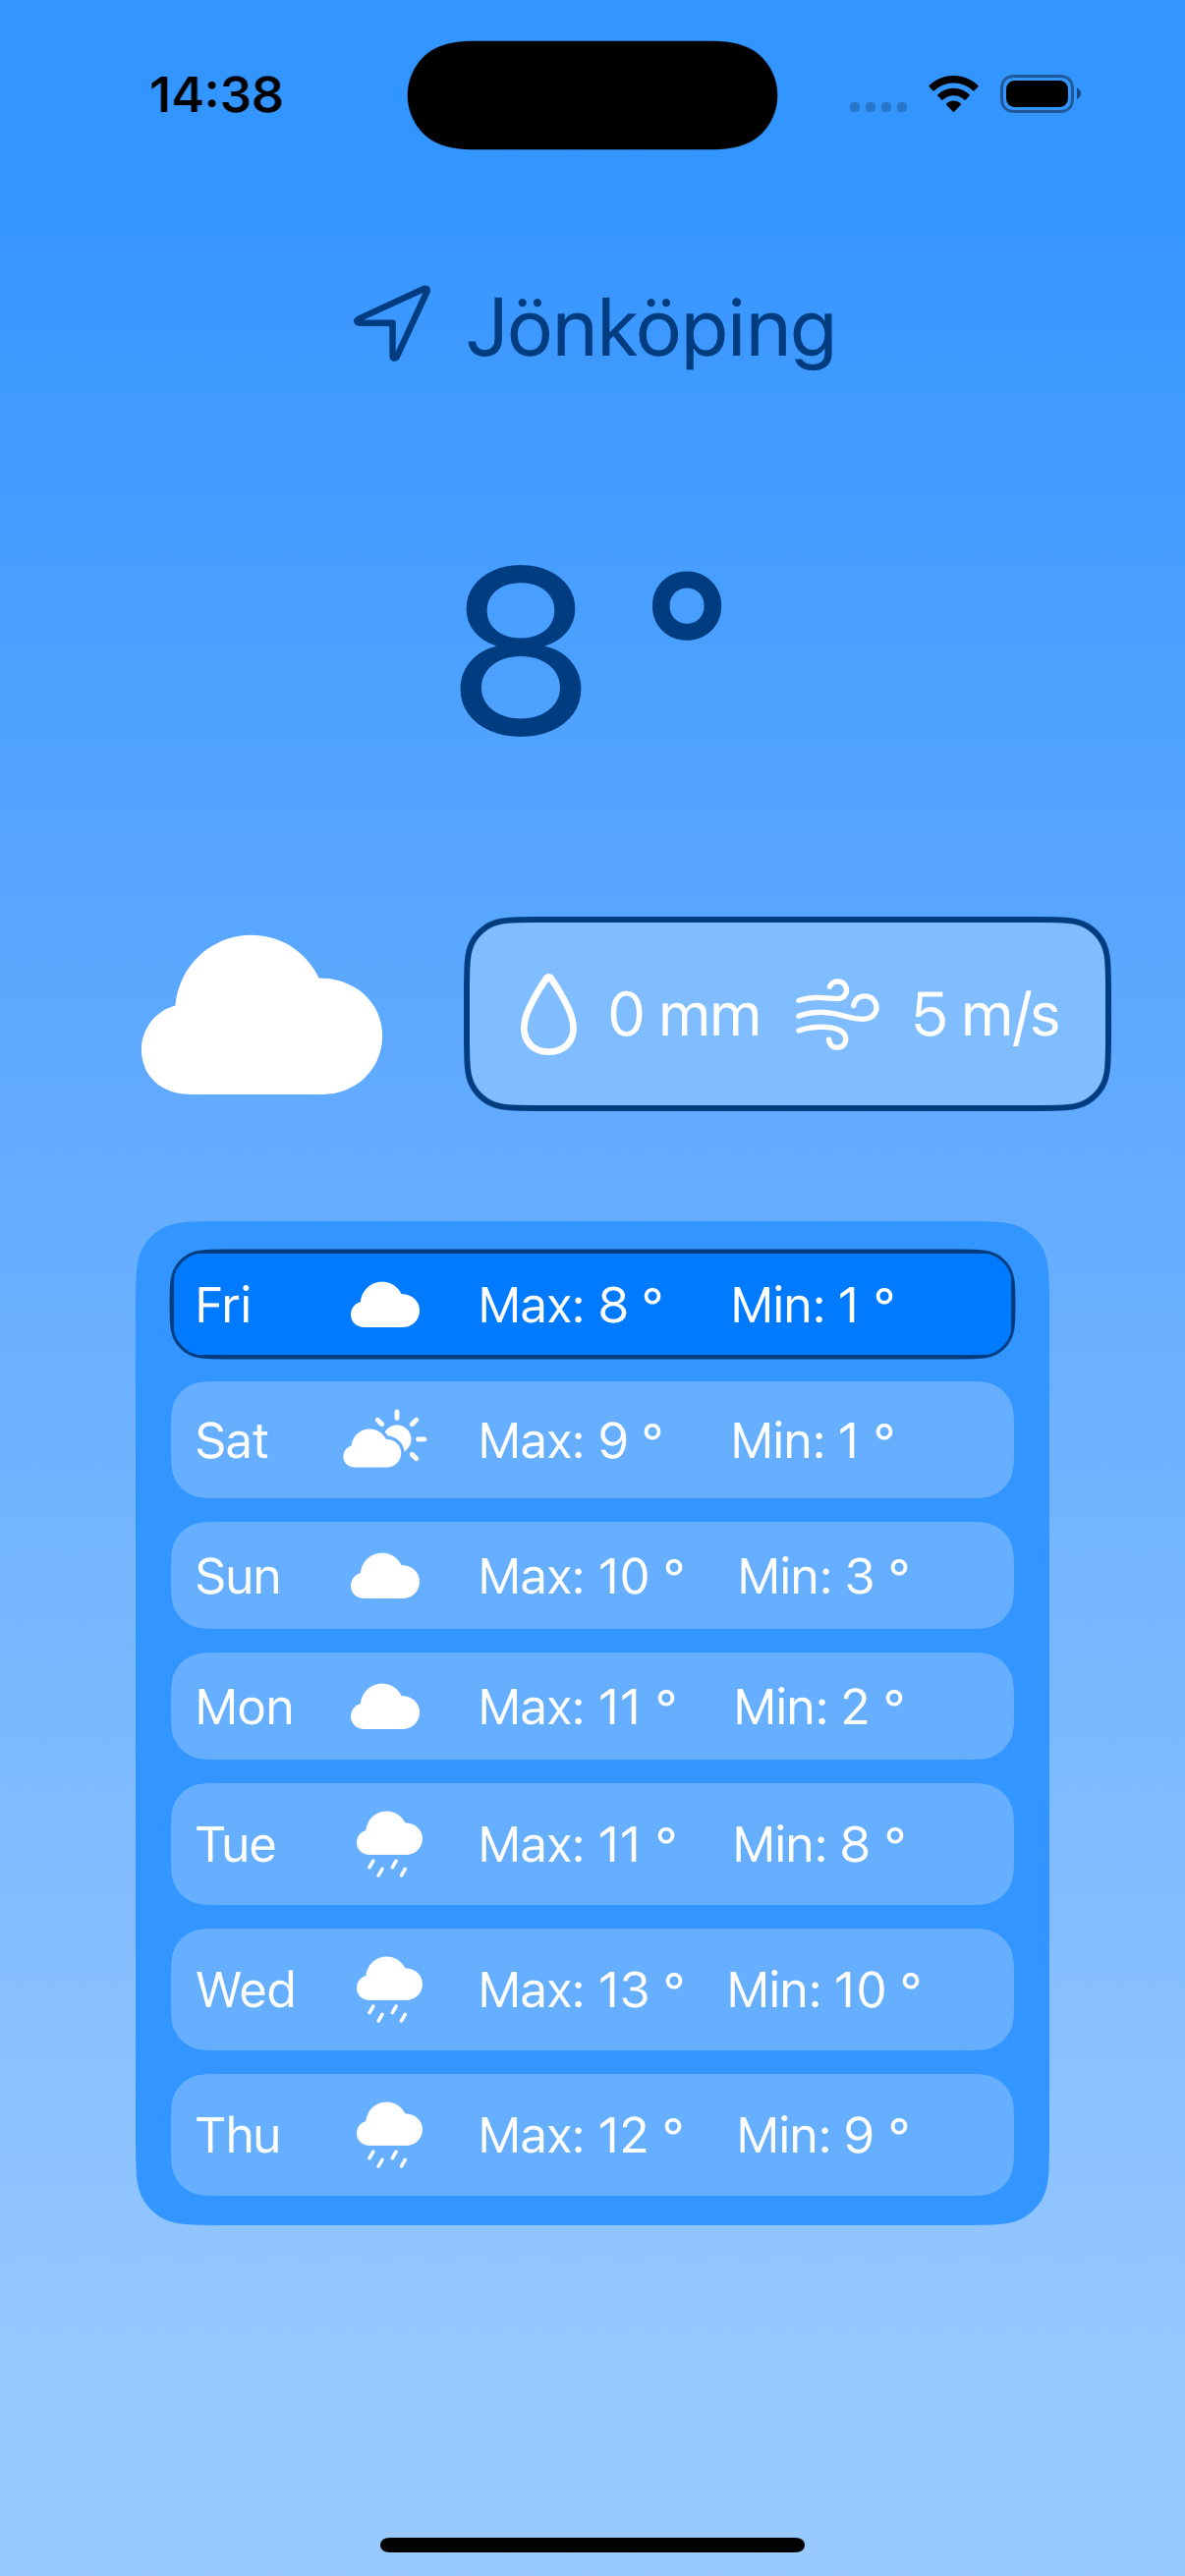 14:38
Jönköping
8 °
0 mm 5 m/s
Fri Max: 8 ° Min: 1 °
Sat Max: 9 ° Min: 1 °
Sun Max: 10 ° Min: 3 °
Mon Max: 11 ° Min: 2 °
Tue Max: 11 ° Min: 8 °
Wed Max: 13 ° Min: 10 °
Thu Max: 12 ° Min: 9 °